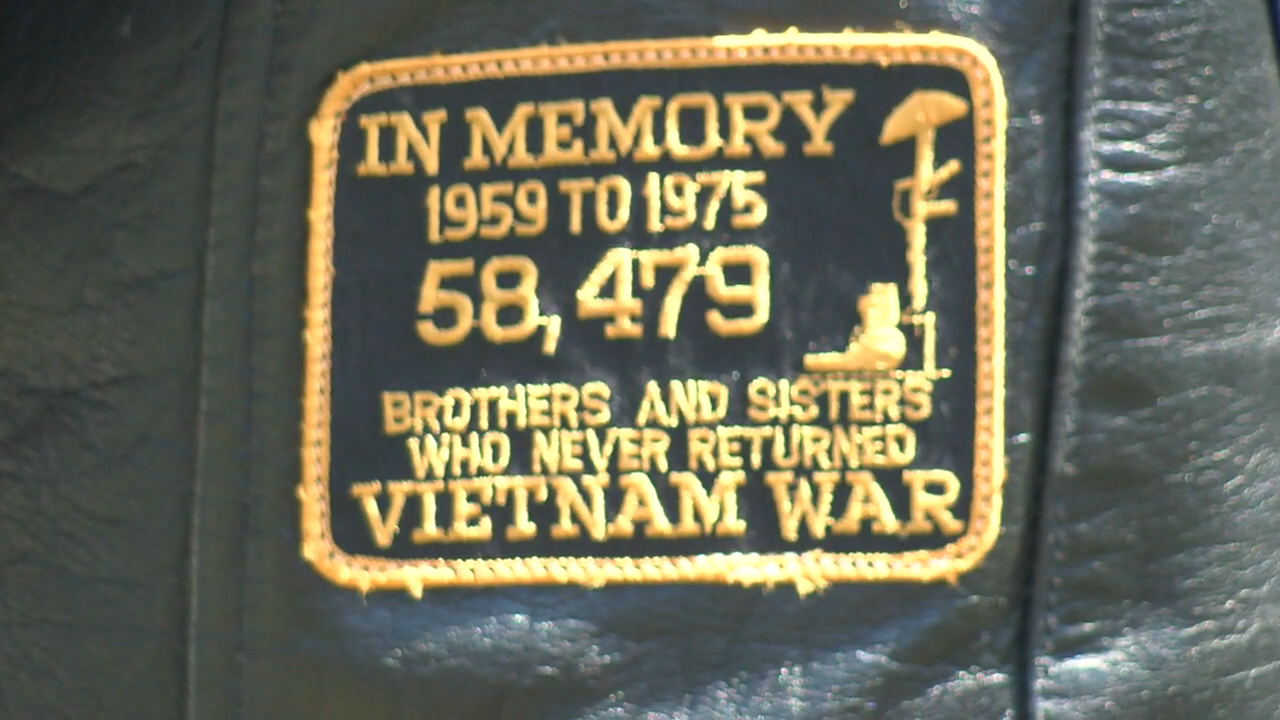 IN MEMORY
1959 TO 1975
58,479
BROTHERS AND SISTERS
WHO NEVER RETURNED
VIETNAM WAR